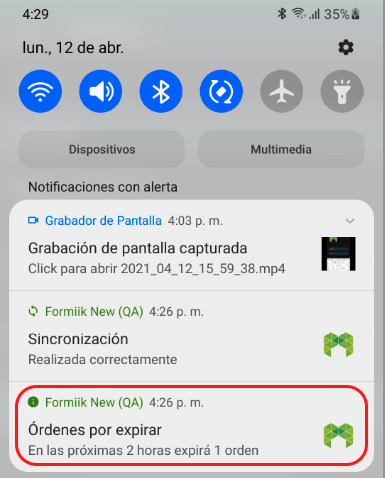 4:29 35%
lun., 12 de abr.
Dispositivos Multimedia
Notificaciones con alerta
Grabador de Pantalla 4:03 p. m.
Grabación de pantalla capturada
Click para abrir 2021_04_12_15_59_38.mp4
Formiik New (QA) 4:26 p. m.
Sincronización
Realizada correctamente
Formiik New (QA) 4:26 p. m.
Órdenes por expirar
En las próximas 2 horas expirá 1 orden